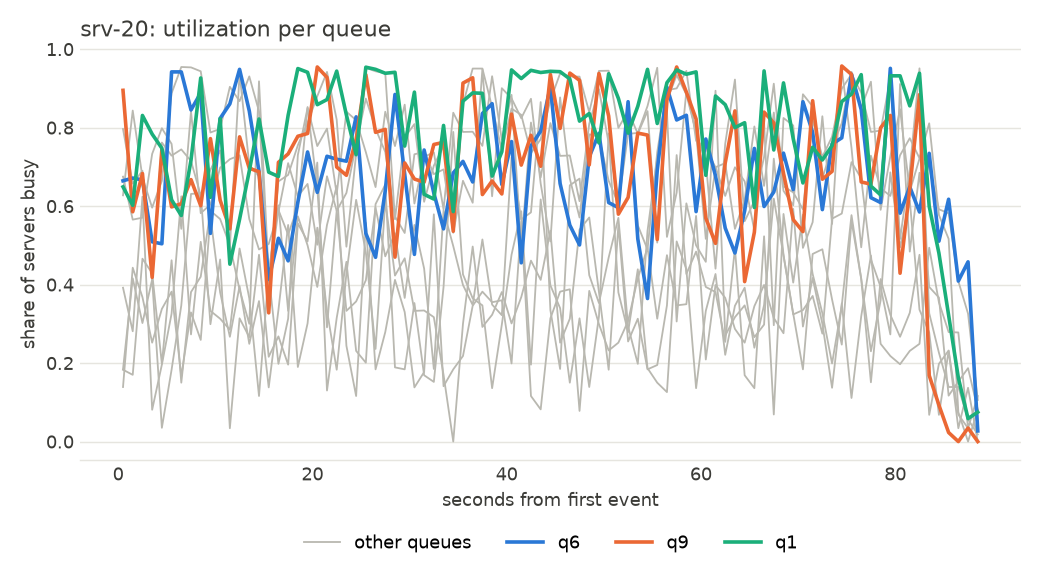 srv-20: utilization per queue
share of servers busy
1.0
0.8
0.6
0.4
0.2
0.0
0 20 40 60 80
seconds from first event
other queues q6 q9 q1